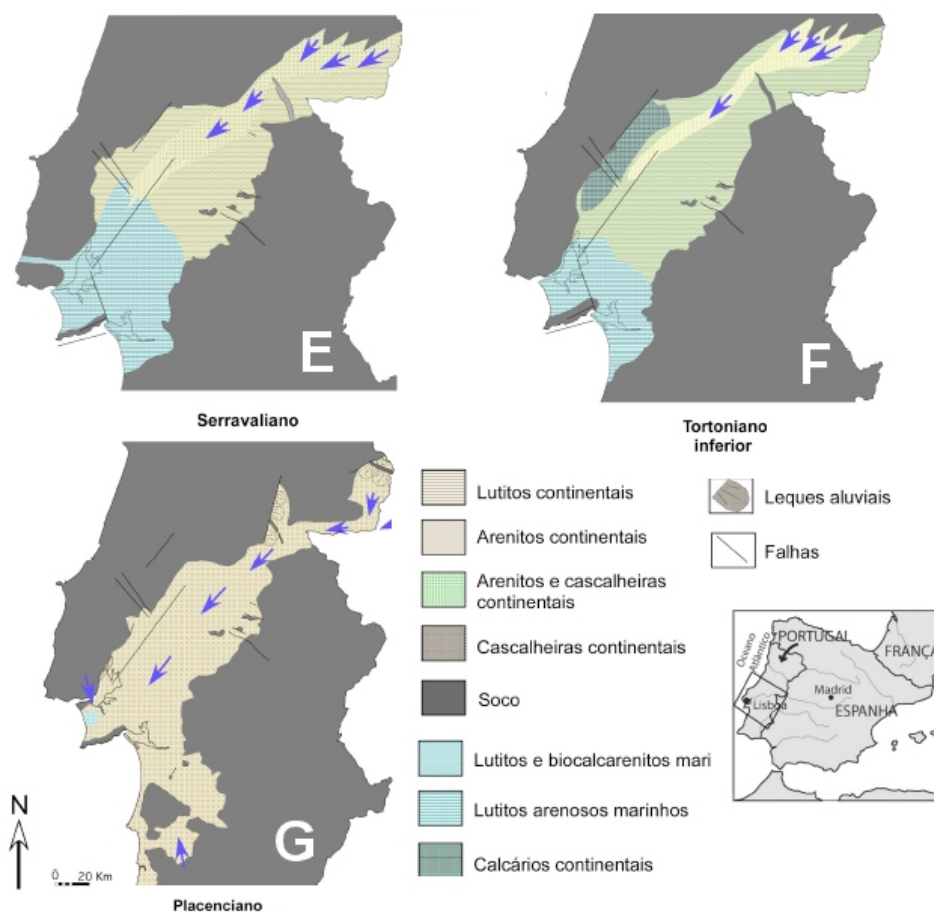 E
Serravaliano
F
Tortoniano
inferior
G
N
0 20 Km
Placenciano
Lutitos continentais
Arenitos continentais
Arenitos e cascalheiras
continentais
Cascalheiras continentais
Soco
Lutitos e biocalcarenitos mari
Lutitos arenosos marinhos
Calcários continentais
Leques aluviais
Falhas
Oceano
Atlântico
PORTUGAL
FRANÇA
Madrid
Lisboa
ESPANHA